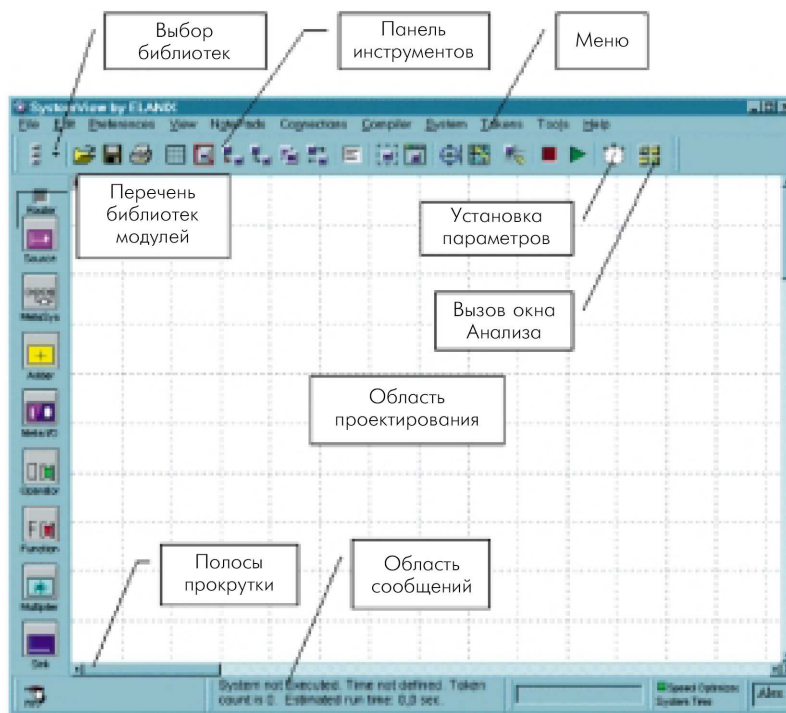 Выбор
библиотек
Панель
инструментов
Меню
SystemView by ELANIX
File Edit Preferences View NotePads Connections Compiler System Tokens Tools Help
Перечень
библиотек
модулей
Установка
параметров
Вызов окна
Анализа
Область
проектирования
Source
MetaSys
Adder
Meta I/O
Operator
Function
Multiplier
Sink
Полосы
прокрутки
Область
сообщений
System not Executed. Time not defined. Token
count is 0. Estimated run time: 0,0 sec.
Speed Optimize:
System Time
Alex